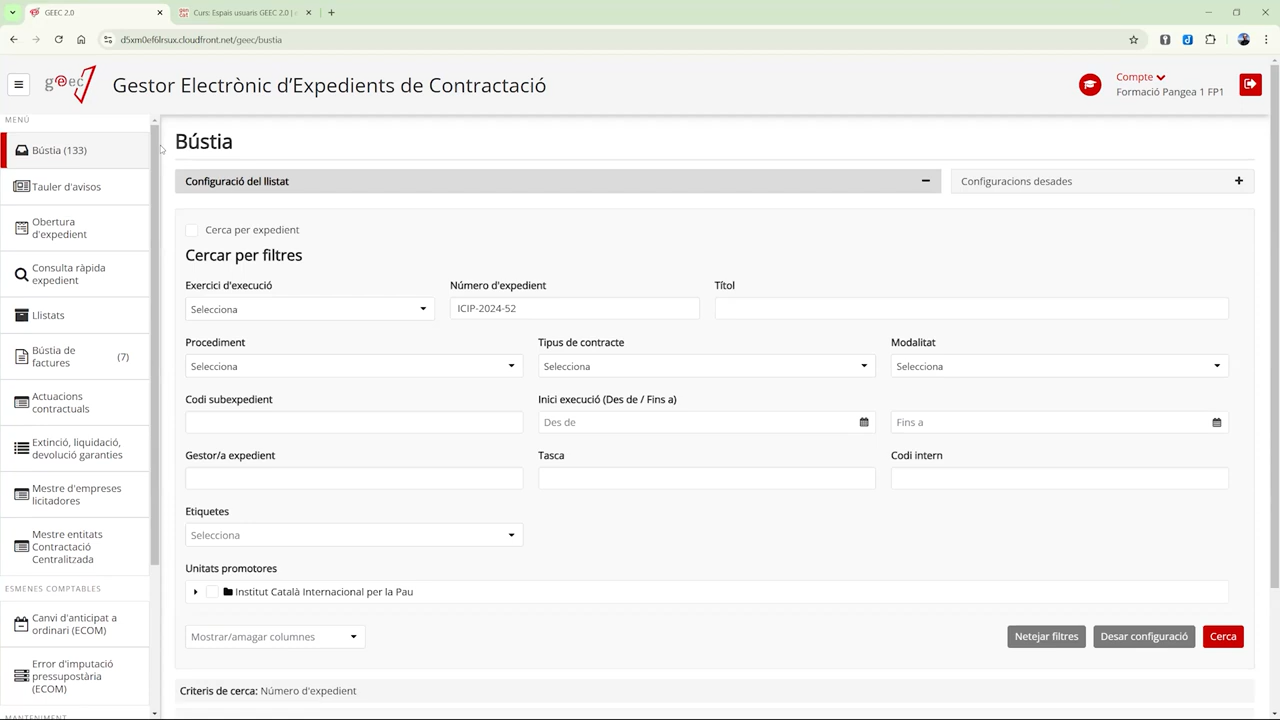 GEEC 2.0
Curs: Espais usuaris GEEC 2.0 | e
d5xm0ef6lrsux.cloudfront.net/geec/bustia
geec
Gestor Electrònic d'Expedients de Contractació
Compte
Formació Pangea 1 FP1
MENÚ
Bústia (133)
Tauler d'avisos
Obertura
d'expedient
Consulta ràpida
expedient
Llistats
Bústia de
factures
(7)
Actuacions
contractuals
Extinció, liquidació,
devolució garanties
Mestre d'empreses
licitadores
Mestre entitats
Contractació
Centralitzada
ESMENES COMPTABLES
Canvi d'anticipat a
ordinari (ECOM)
Error d'imputació
pressupostària
(ECOM)
MANTENIMENT
Bústia
Configuració del llistat
Configuracions desades
Cerca per expedient
Cercar per filtres
Exercici d'execució
Número d'expedient
Títol
Selecciona
ICIP-2024-52
Procediment
Tipus de contracte
Modalitat
Selecciona
Selecciona
Selecciona
Codi subexpedient
Inici execució (Des de / Fins a)
Des de
Fins a
Gestor/a expedient
Tasca
Codi intern
Etiquetes
Selecciona
Unitats promotores
Institut Català Internacional per la Pau
Mostrar/amagar columnes
Netejar filtres
Desar configuració
Cerca
Criteris de cerca: Número d'expedient